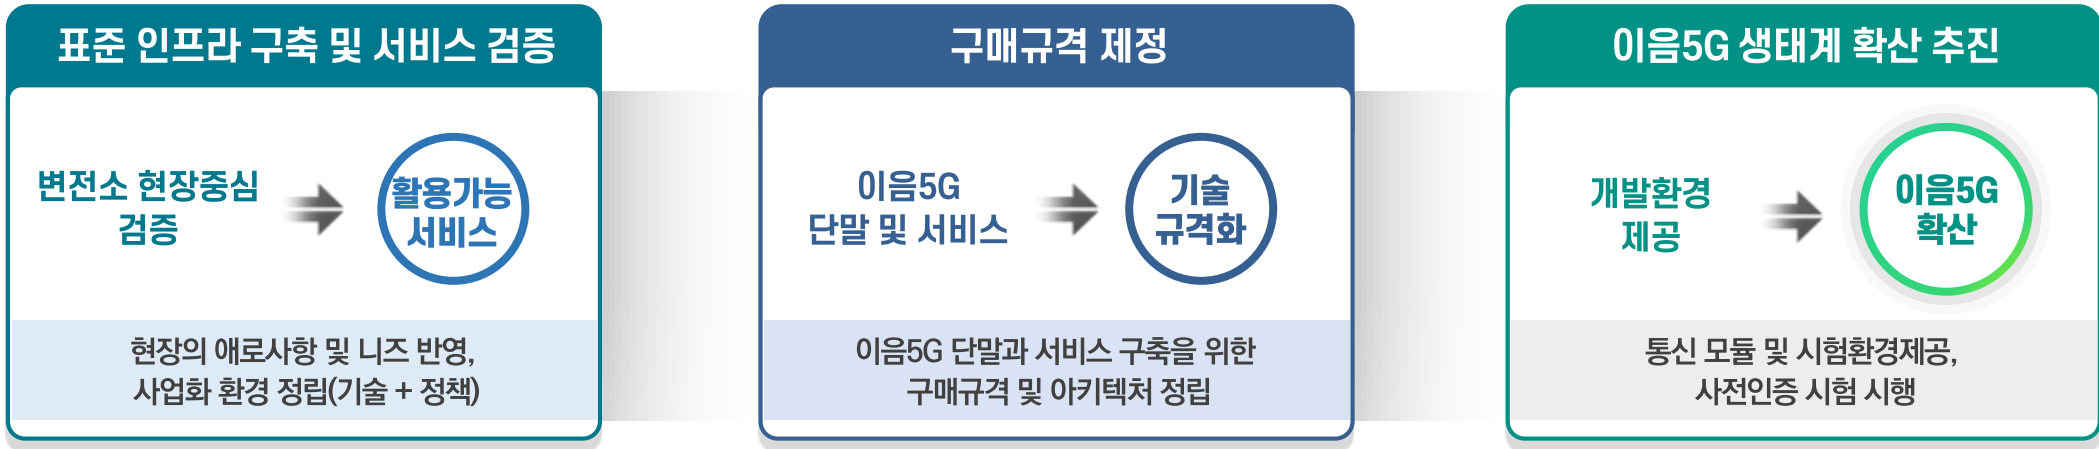 표준 인프라 구축 및 서비스 검증
변전소 현장중심
검증
활용가능
서비스
현장의 애로사항 및 니즈 반영,
사업화 환경 정립(기술 + 정책)
구매규격 제정
이음5G
단말 및 서비스
기술
규격화
이음5G 단말과 서비스 구축을 위한
구매규격 및 아키텍처 정립
이음5G 생태계 확산 추진
개발환경
제공
이음5G
확산
통신 모듈 및 시험환경제공,
사전인증 시험 시행